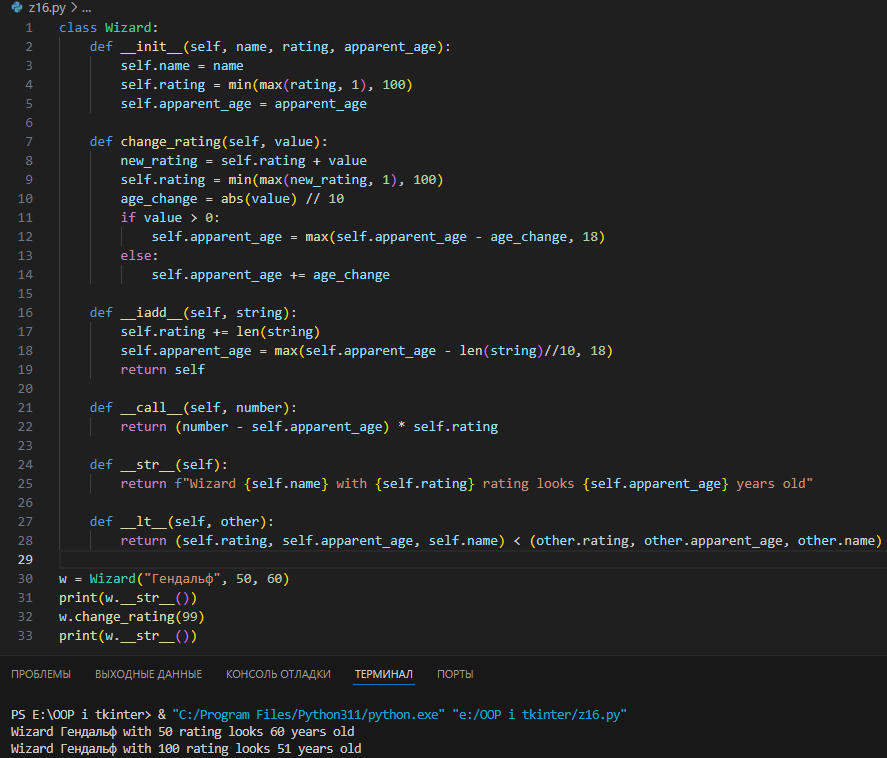 z16.py > ...
1 class Wizard:
2     def __init__(self, name, rating, apparent_age):
3         self.name = name
4         self.rating = min(max(rating, 1), 100)
5         self.apparent_age = apparent_age
6
7     def change_rating(self, value):
8         new_rating = self.rating + value
9         self.rating = min(max(new_rating, 1), 100)
10         age_change = abs(value) // 10
11         if value > 0:
12             self.apparent_age = max(self.apparent_age - age_change, 18)
13         else:
14             self.apparent_age += age_change
15
16     def __iadd__(self, string):
17         self.rating += len(string)
18         self.apparent_age = max(self.apparent_age - len(string)//10, 18)
19         return self
20
21     def __call__(self, number):
22         return (number - self.apparent_age) * self.rating
23
24     def __str__(self):
25         return f"Wizard {self.name} with {self.rating} rating looks {self.apparent_age} years old"
26
27     def __lt__(self, other):
28         return (self.rating, self.apparent_age, self.name) < (other.rating, other.apparent_age, other.name)
29
30 w = Wizard("Гендальф", 50, 60)
31 print(w.__str__())
32 w.change_rating(99)
33 print(w.__str__())
ПРОБЛЕМЫ ВЫХОДНЫЕ ДАННЫЕ КОНСОЛЬ ОТЛАДКИ ТЕРМИНАЛ ПОРТЫ
PS E:\OOP i tkinter> & "C:/Program Files/Python311/python.exe" "e:/OOP i tkinter/z16.py"
Wizard Гендальф with 50 rating looks 60 years old
Wizard Гендальф with 100 rating looks 51 years old